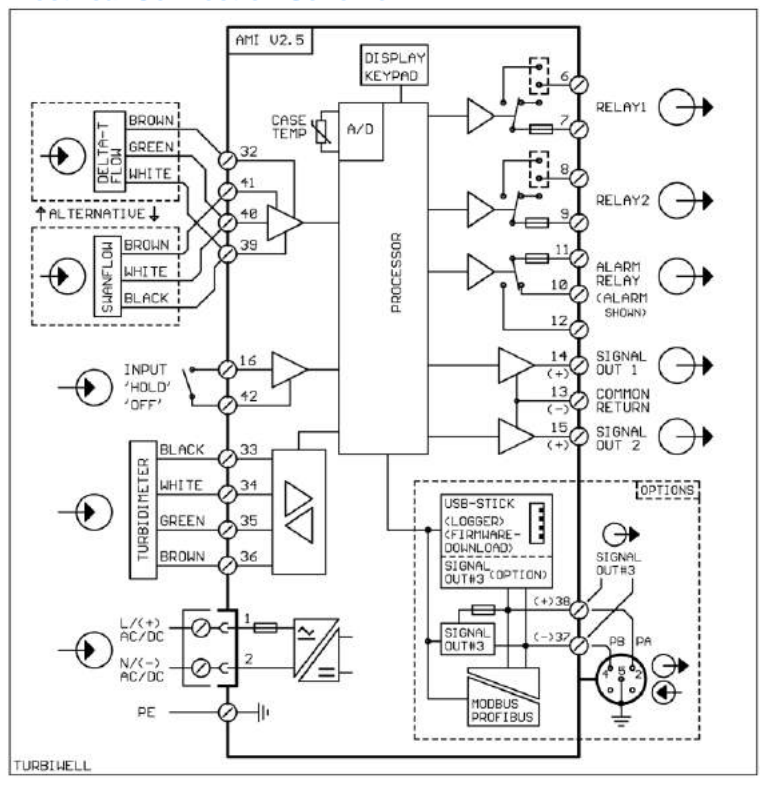 AMI V2.5
DISPLAY
KEYPAD
CASE
TEMP
A/D
PROCESSOR
DELTA-T
FLOW
BROWN
GREEN
WHITE
32
41
40
39
↑ALTERNATIVE↓
SWANFLOW
BROWN
WHITE
BLACK
INPUT
'HOLD'
'OFF'
16
42
TURBIDIMETER
BLACK
33
WHITE
34
GREEN
35
BROWN
36
L/(+)
AC/DC
1
N/(-)
AC/DC
2
PE
6
RELAY1
7
8
RELAY2
9
11
ALARM
RELAY
10
(ALARM
SHOWN)
12
14
(+)
SIGNAL
OUT 1
13
(-)
COMMON
RETURN
15
(+)
SIGNAL
OUT 2
OPTIONS
USB-STICK
(LOGGER)
(FIRMWARE-
DOWNLOAD)
SIGNAL
OUT#3 (OPTION)
SIGNAL
OUT#3
(+)38
SIGNAL
OUT#3
(-)37
PB
PA
4
5
2
MODBUS
PROFIBUS
TURBIWELL